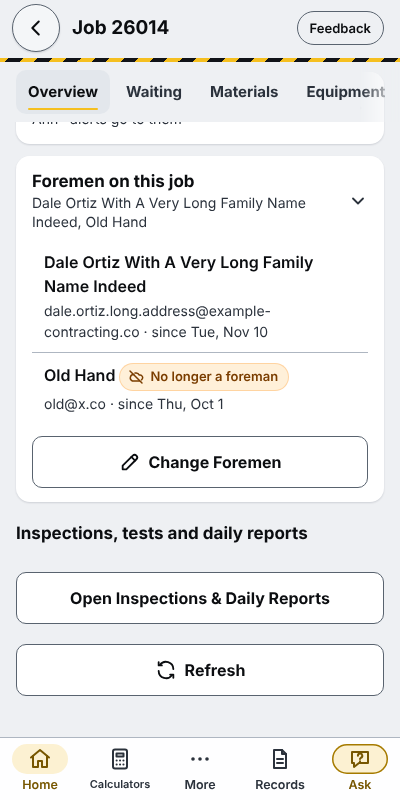 Job 26014
Feedback
Overview
Waiting
Materials
Equipment
Foremen on this job
Dale Ortiz With A Very Long Family Name
Indeed, Old Hand
Dale Ortiz With A Very Long Family
Name Indeed
dale.ortiz.long.address@example-
contracting.co · since Tue, Nov 10
Old Hand
No longer a foreman
old@x.co · since Thu, Oct 1
Change Foremen
Inspections, tests and daily reports
Open Inspections & Daily Reports
Refresh
Home
Calculators
More
Records
Ask